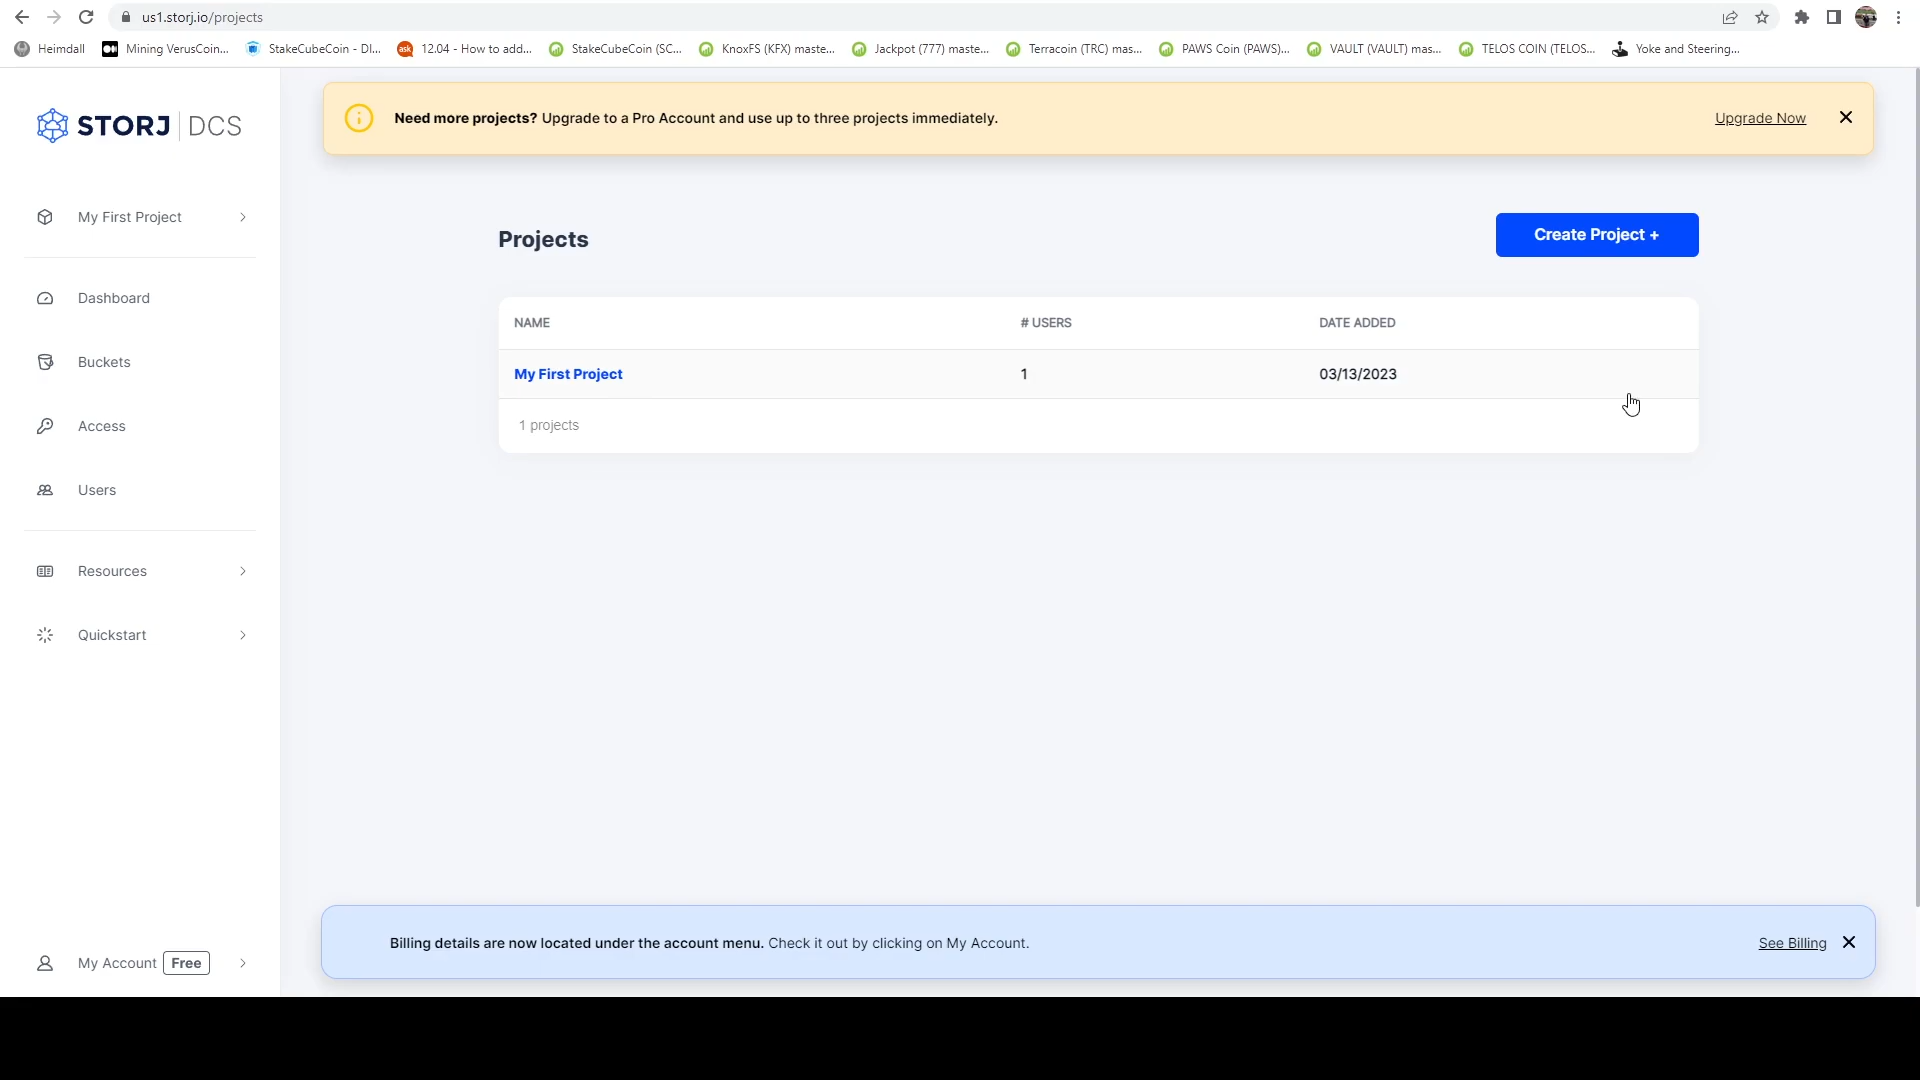 us1.storj.io/projects
Heimdall
Mining VerusCoin...
StakeCubeCoin - DI...
ask
12.04 - How to add...
StakeCubeCoin (SC...
KnoxFS (KFX) maste...
Jackpot (777) maste...
Terracoin (TRC) mas...
PAWS Coin (PAWS)...
VAULT (VAULT) mas...
TELOS COIN (TELOS...
Yoke and Steering...
STORJ | DCS
Need more projects? Upgrade to a Pro Account and use up to three projects immediately.
Upgrade Now
My First Project
Projects
Create Project +
Dashboard
Buckets
Access
Users
Resources
Quickstart
NAME # USERS DATE ADDED
My First Project 1 03/13/2023
1 projects
My Account Free
Billing details are now located under the account menu. Check it out by clicking on My Account.
See Billing